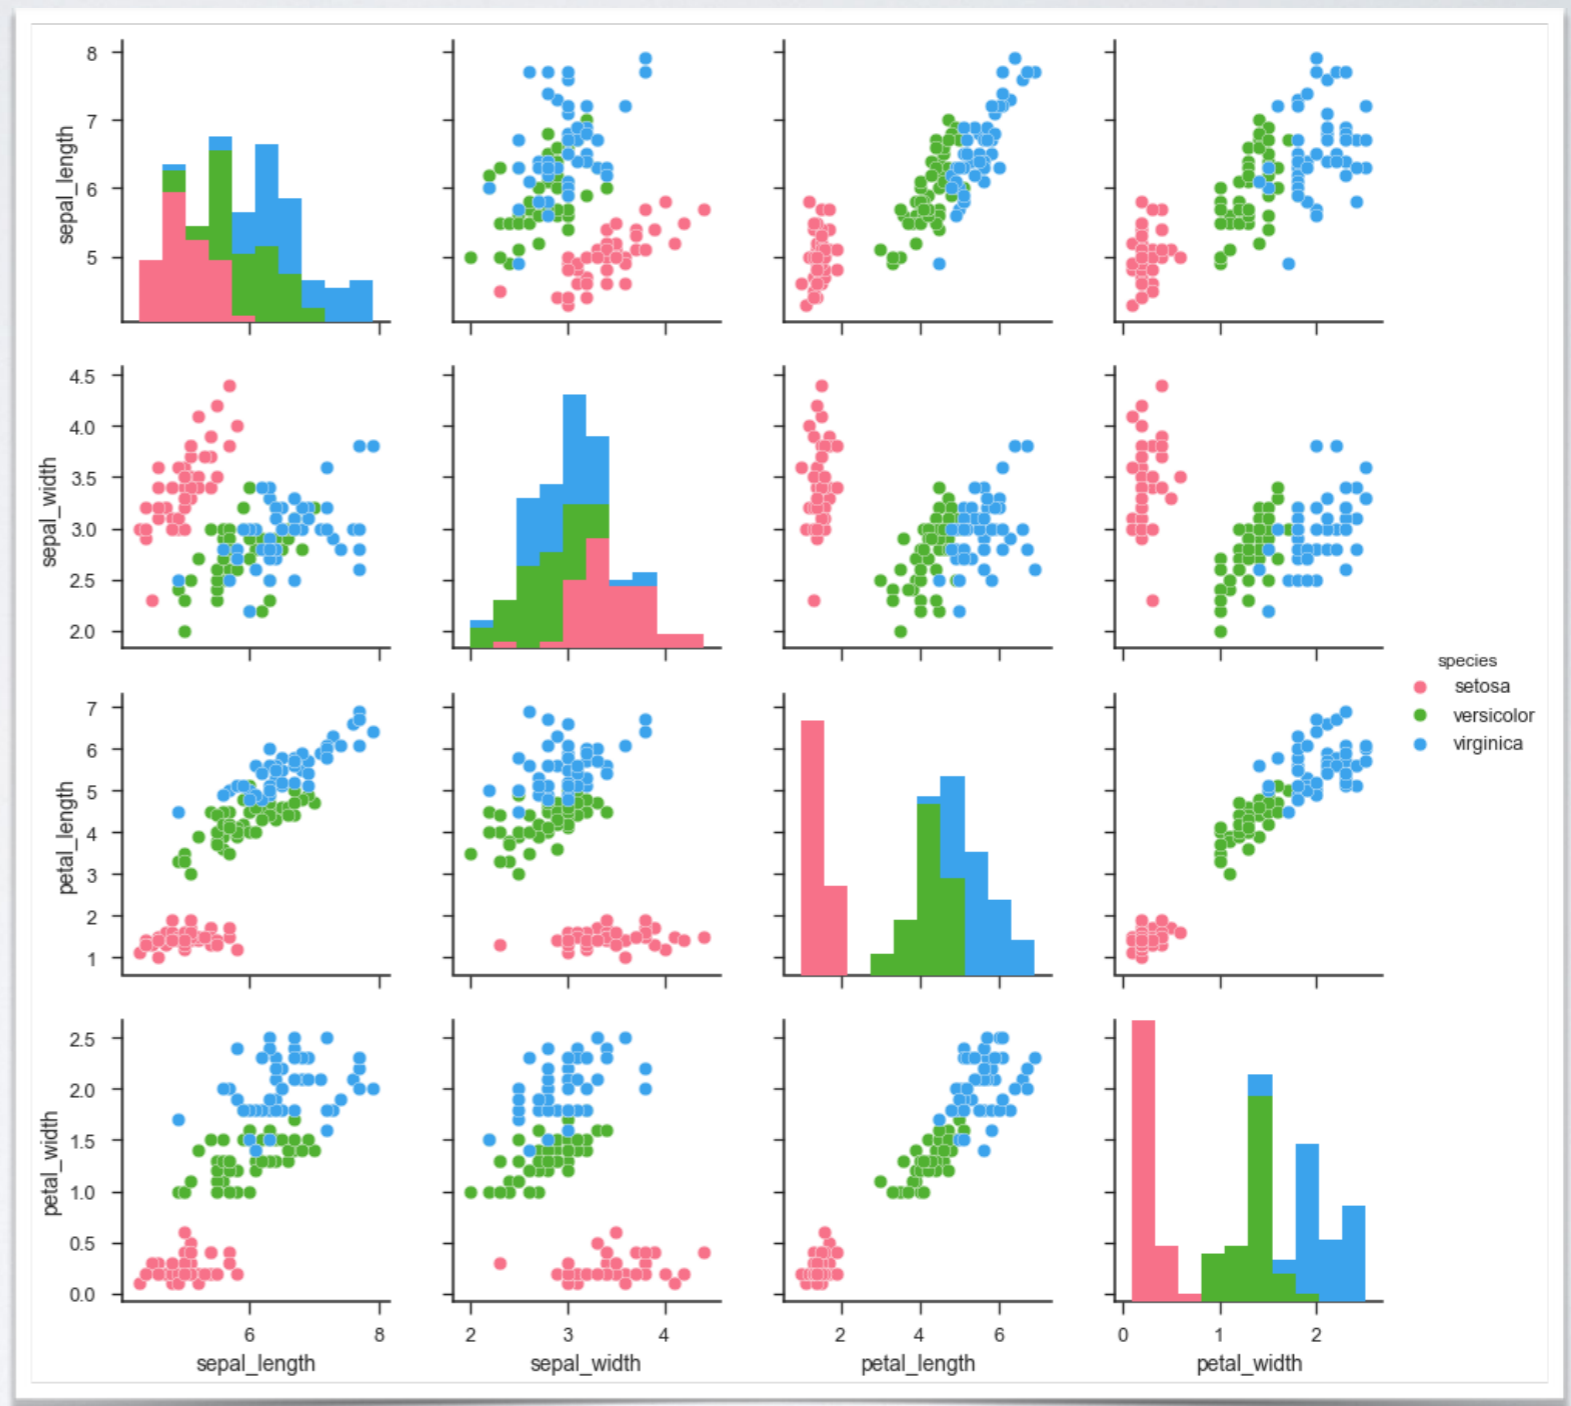 8
7
6
5
sepal_length
4.5
4.0
3.5
3.0
2.5
2.0
sepal_width
species
setosa
versicolor
virginica
7
6
5
4
3
2
1
petal_length
2.5
2.0
1.5
1.0
0.5
0.0
petal_width
6 8
sepal_length
2 3 4
sepal_width
2 4 6
petal_length
0 1 2
petal_width